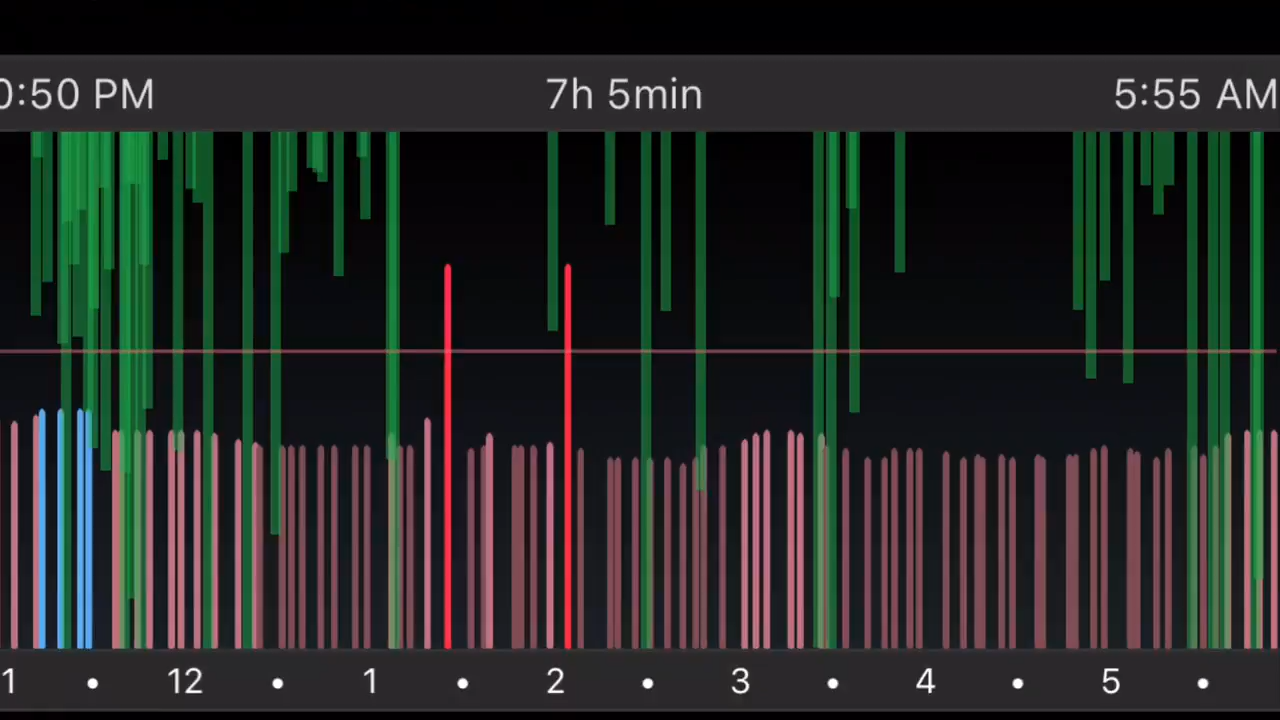 0:50 PM 7h 5min 5:55 AM
1 • 12 • 1 • 2 • 3 • 4 • 5 •